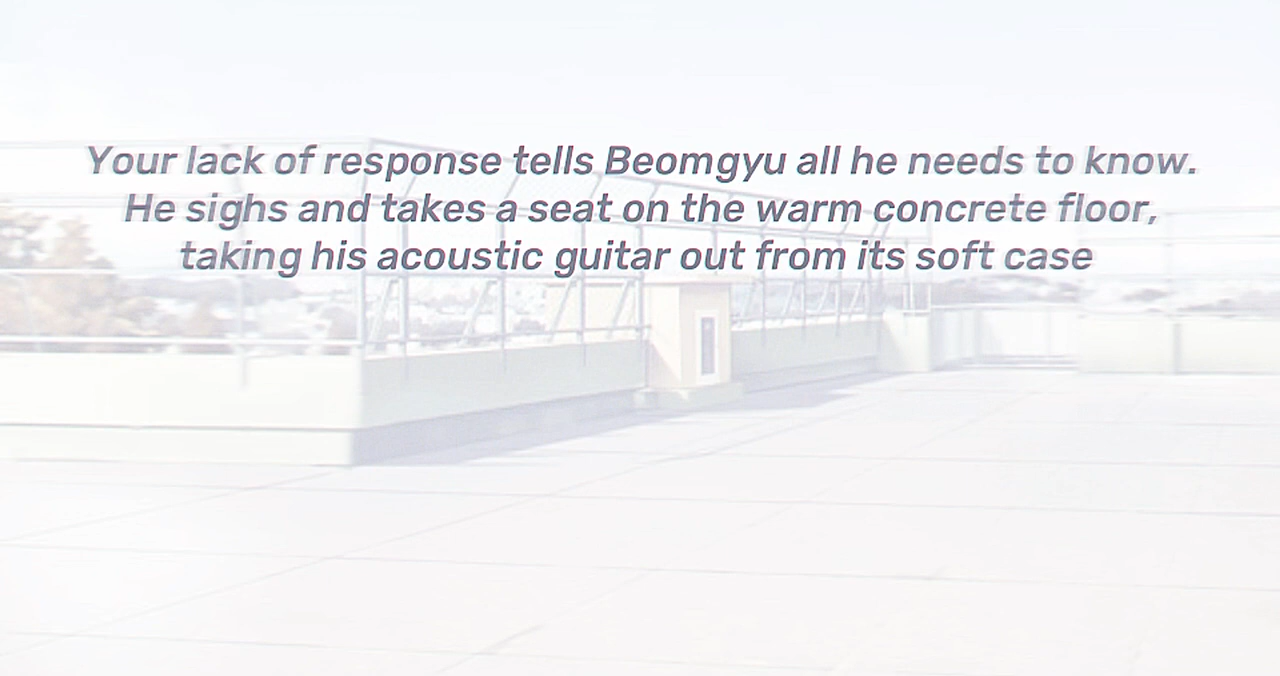 Your lack of response tells Beomgyu all he needs to know.
He sighs and takes a seat on the warm concrete floor,
taking his acoustic guitar out from its soft case